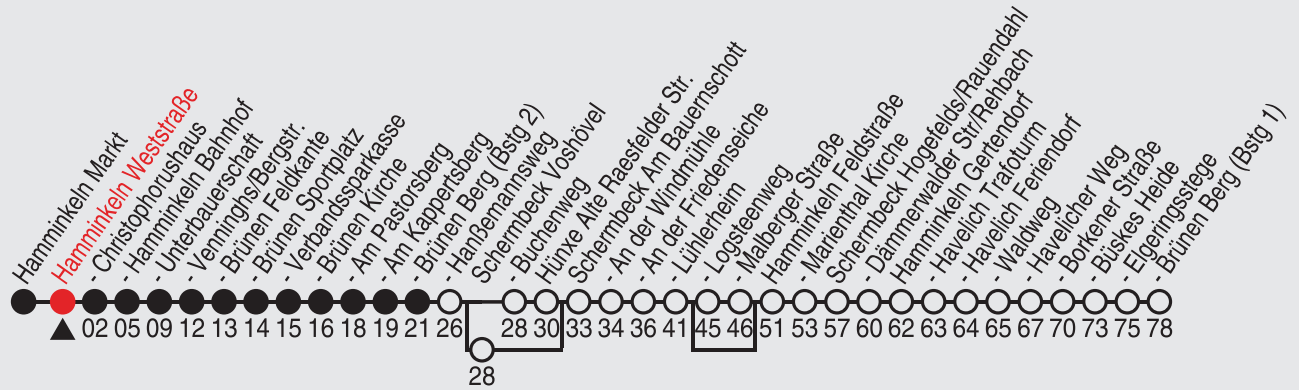 Hamminkeln Markt
Hamminkeln Weststraße
- Christophorushaus
- Hamminkeln Bahnhof
- Unterbauerschaft
- Venninghs/Bergstr.
- Brünen Feldkante
- Brünen Sportplatz
- Verbandssparkasse
- Brünen Kirche
- Am Pastorsberg
- Am Kappertsberg
- Brünen Berg (Bstg 2)
- Hanßemannsweg
Schermbeck Voshövel
- Buchenweg
Hünxe Alte Raesfelder Str.
Schermbeck Am Bauernschott
- An der Windmühle
- An der Friedenseiche
- Lühlerheim
- Logsteenweg
- Malberger Straße
Hamminkeln Feldstraße
- Marienthal Kirche
Schermbeck Hogefelds/Rauendahl
- Dämmerwalder Str/Rehbach
Hamminkeln Gertendorf
- Havelich Trafoturm
- Havelich Feriendorf
- Waldweg
- Havelicher Weg
- Borkener Straße
- Büskes Heide
- Elgeringsstege
- Brünen Berg (Bstg 1)
02 05 09 12 13 14 15 16 18 19 21 26 28 30 33 34 36 41 45 46 51 53 57 60 62 63 64 65 67 70 73 75 78
28